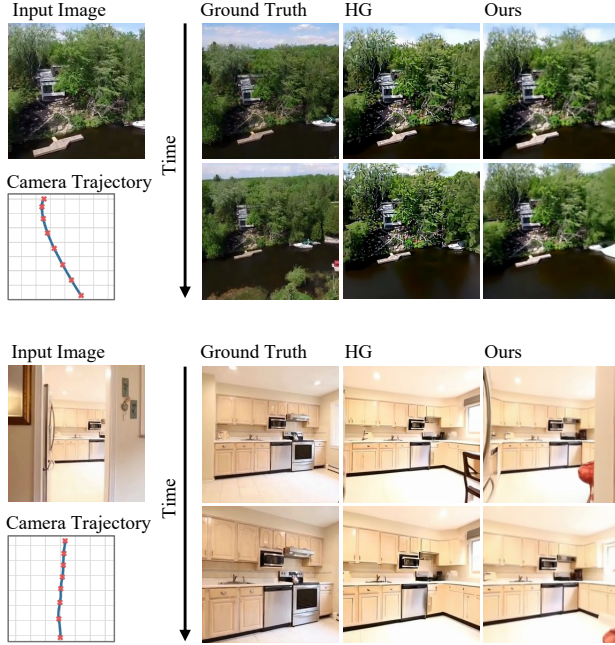 Input Image
Ground Truth
HG
Ours
Time
Camera Trajectory
Input Image
Ground Truth
HG
Ours
Time
Camera Trajectory